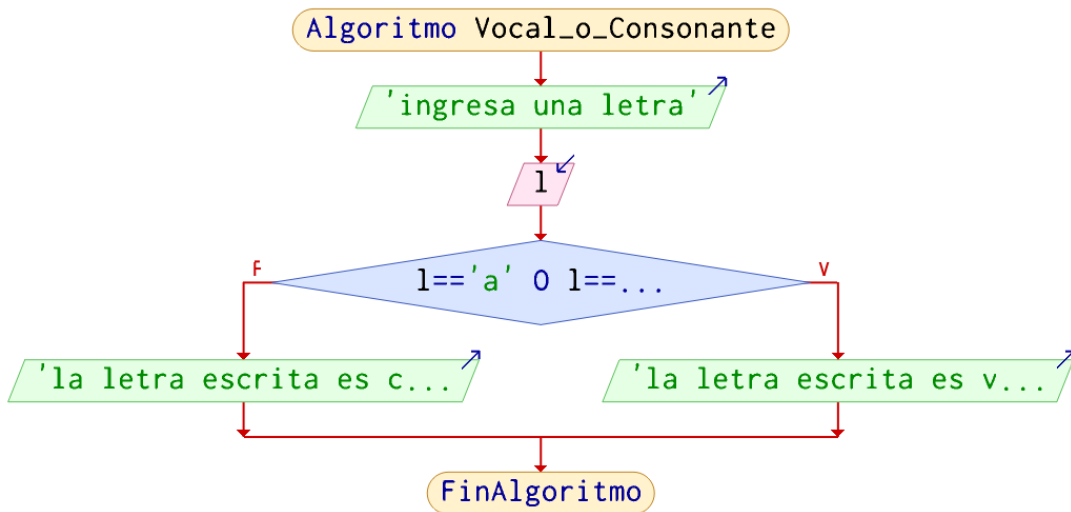 Algoritmo Vocal_o_Consonante
'ingresa una letra'
l
F
l=='a' O l==...
V
'la letra escrita es c...
'la letra escrita es v...
FinAlgoritmo